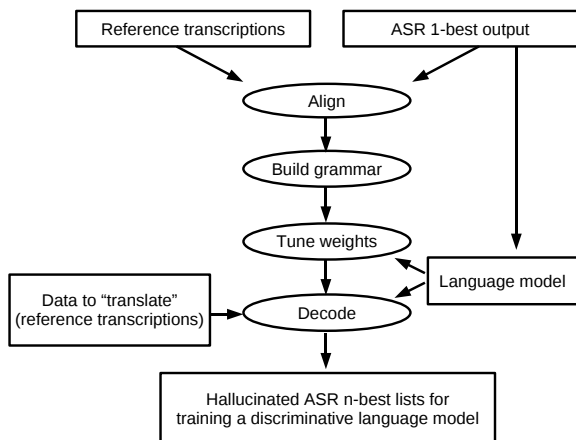 Reference transcriptions
ASR 1-best output
Align
Build grammar
Tune weights
Language model
Data to “translate”
(reference transcriptions)
Decode
Hallucinated ASR n-best lists for
training a discriminative language model